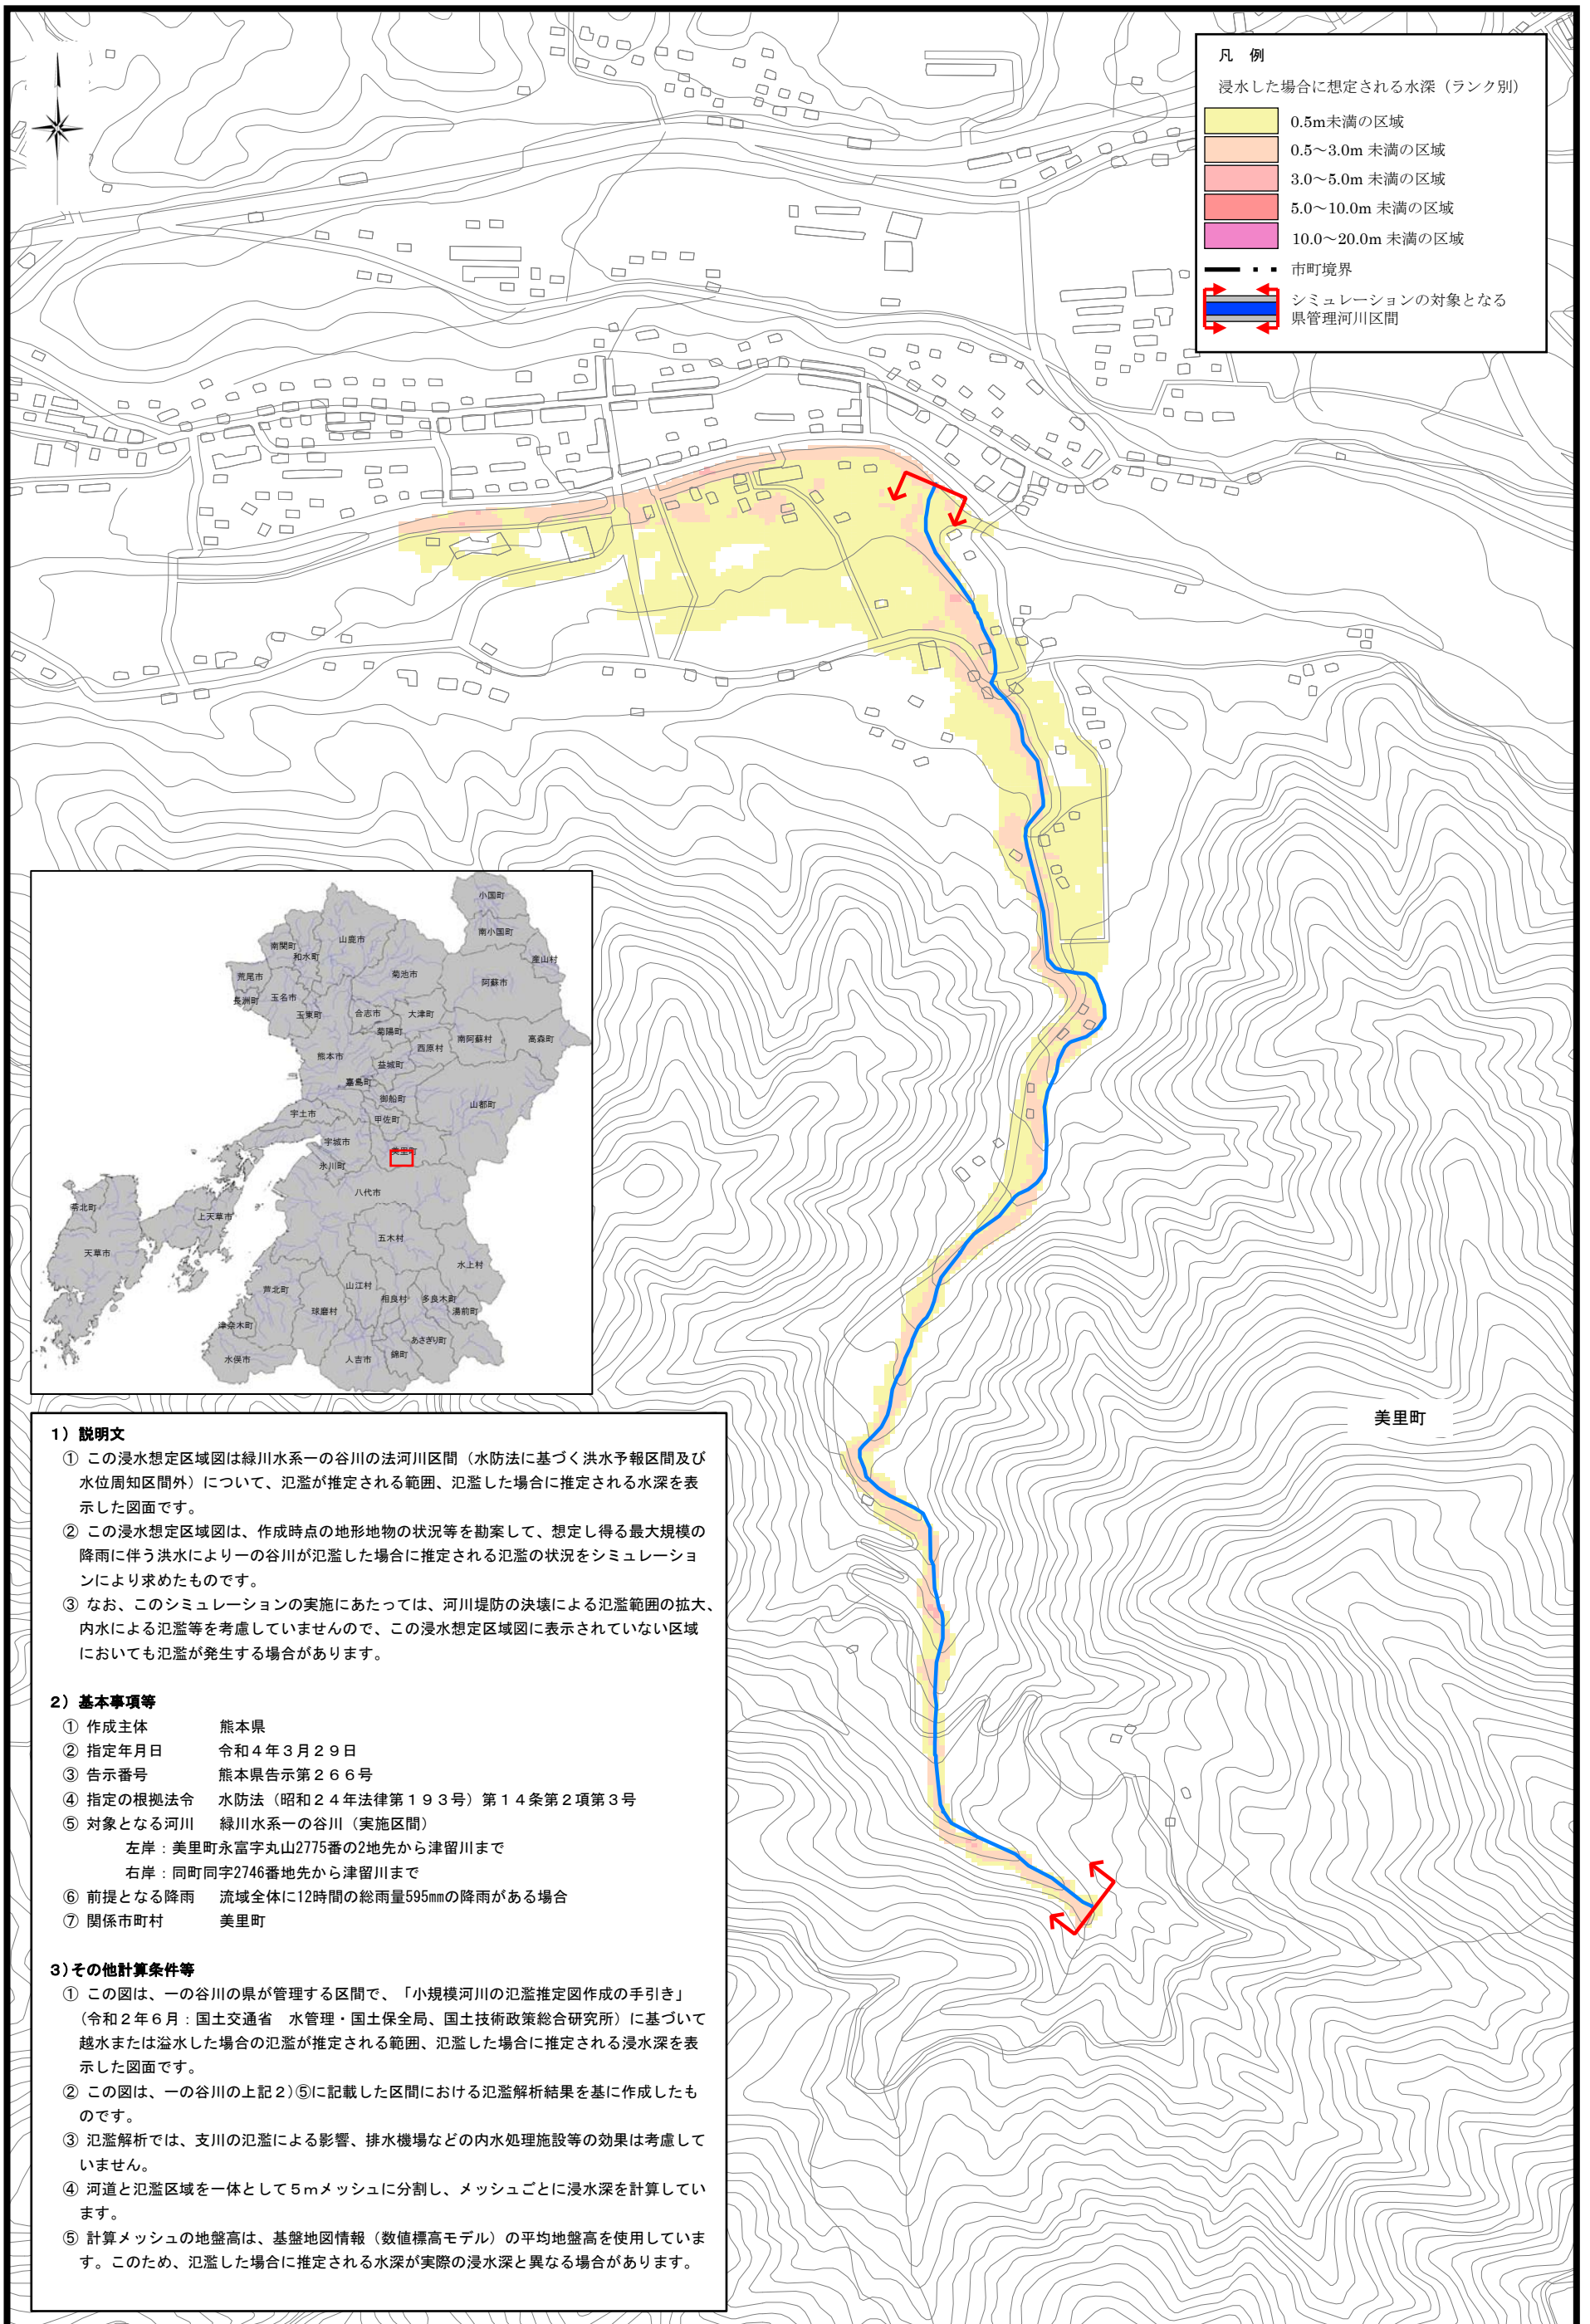 凡 例
浸水した場合に想定される水深（ランク別）
0.5m未満の区域
0.5～3.0m 未満の区域
3.0～5.0m 未満の区域
5.0～10.0m 未満の区域
10.0～20.0m 未満の区域
市町境界
シミュレーションの対象となる
県管理河川区間
小国町
南小国町
産山村
南関町
和水町
山鹿市
菊池市
阿蘇市
荒尾市
長洲町
玉名市
玉東町
合志市
大津町
菊陽町
西原村
南阿蘇村
高森町
熊本市
益城町
嘉島町
御船町
山都町
甲佐町
宇土市
宇城市
美里町
氷川町
八代市
苓北町
上天草市
天草市
五木村
水上村
芦北町
山江村
球磨村
相良村
多良木町
湯前町
津奈木町
あさぎり町
水俣市
人吉市
錦町
美里町
1）説明文
① この浸水想定区域図は緑川水系一の谷川の法河川区間（水防法に基づく洪水予報区間及び
水位周知区間外）について、氾濫が推定される範囲、氾濫した場合に推定される水深を表
示した図面です。
② この浸水想定区域図は、作成時点の地形地物の状況等を勘案して、想定し得る最大規模の
降雨に伴う洪水により一の谷川が氾濫した場合に推定される氾濫の状況をシミュレーショ
ンにより求めたものです。
③ なお、このシミュレーションの実施にあたっては、河川堤防の決壊による氾濫範囲の拡大、
内水による氾濫等を考慮していませんので、この浸水想定区域図に表示されていない区域
においても氾濫が発生する場合があります。
2）基本事項等
① 作成主体 熊本県
② 指定年月日 令和４年３月２９日
③ 告示番号 熊本県告示第２６６号
④ 指定の根拠法令 水防法（昭和２４年法律第１９３号）第１４条第２項第３号
⑤ 対象となる河川 緑川水系一の谷川（実施区間）
左岸：美里町永富字丸山2775番の2地先から津留川まで
右岸：同町同字2746番地先から津留川まで
⑥ 前提となる降雨 流域全体に12時間の総雨量595mmの降雨がある場合
⑦ 関係市町村 美里町
3)その他計算条件等
① この図は、一の谷川の県が管理する区間で、「小規模河川の氾濫推定図作成の手引き」
（令和２年６月：国土交通省 水管理・国土保全局、国土技術政策総合研究所）に基づいて
越水または溢水した場合の氾濫が推定される範囲、氾濫した場合に推定される浸水深を表
示した図面です。
② この図は、一の谷川の上記２)⑤に記載した区間における氾濫解析結果を基に作成したも
のです。
③ 氾濫解析では、支川の氾濫による影響、排水機場などの内水処理施設等の効果は考慮して
いません。
④ 河道と氾濫区域を一体として５ｍメッシュに分割し、メッシュごとに浸水深を計算してい
ます。
⑤ 計算メッシュの地盤高は、基盤地図情報（数値標高モデル）の平均地盤高を使用していま
す。このため、氾濫した場合に推定される水深が実際の浸水深と異なる場合があります。